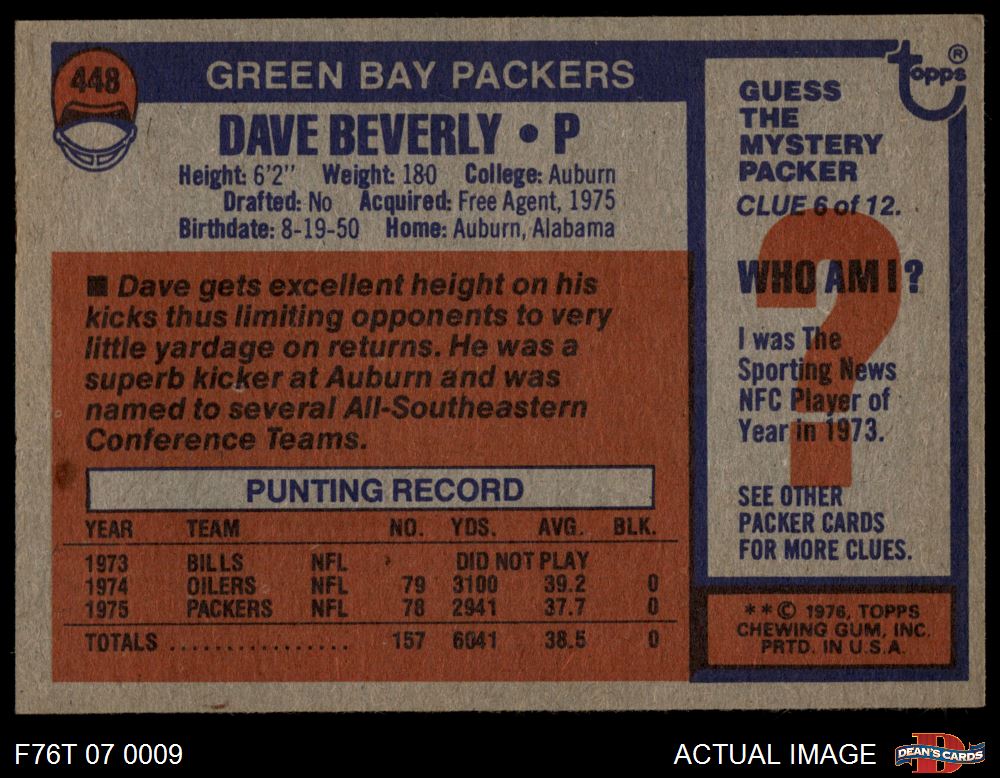 448
GREEN BAY PACKERS
DAVE BEVERLY • P
Height: 6'2" Weight: 180 College: Auburn
Drafted: No Acquired: Free Agent, 1975
Birthdate: 8-19-50 Home: Auburn, Alabama
■ Dave gets excellent height on his
kicks thus limiting opponents to very
little yardage on returns. He was a
superb kicker at Auburn and was
named to several All-Southeastern
Conference Teams.
PUNTING RECORD
YEAR TEAM NO. YDS. AVG. BLK.
1973 BILLS NFL DID NOT PLAY
1974 OILERS NFL 79 3100 39.2 0
1975 PACKERS NFL 78 2941 37.7 0
TOTALS ................ 157 6041 38.5 0
topps ®
GUESS
THE
MYSTERY
PACKER
CLUE 6 of 12.
?
WHO AM I?
I was The
Sporting News
NFC Player of
Year in 1973.
SEE OTHER
PACKER CARDS
FOR MORE CLUES.
**© 1976, TOPPS
CHEWING GUM, INC.
PRTD. IN U.S.A.
F76T 07 0009
ACTUAL IMAGE
D
DEAN'S CARDS